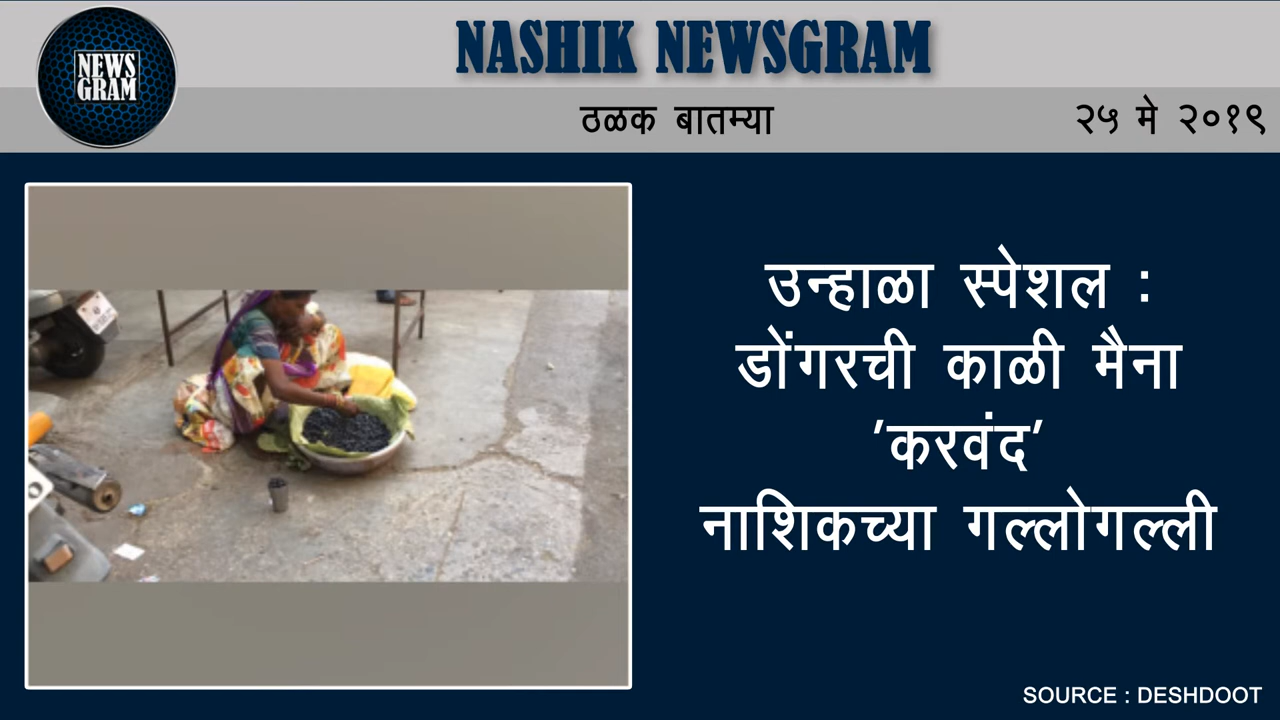 NEWS
GRAM
NASHIK NEWSGRAM
ठळक बातम्या
२५ मे २०१९
उन्हाळा स्पेशल :
डोंगरची काळी मैना
'करवंद'
नाशिकच्या गल्लोगल्ली
SOURCE : DESHDOOT